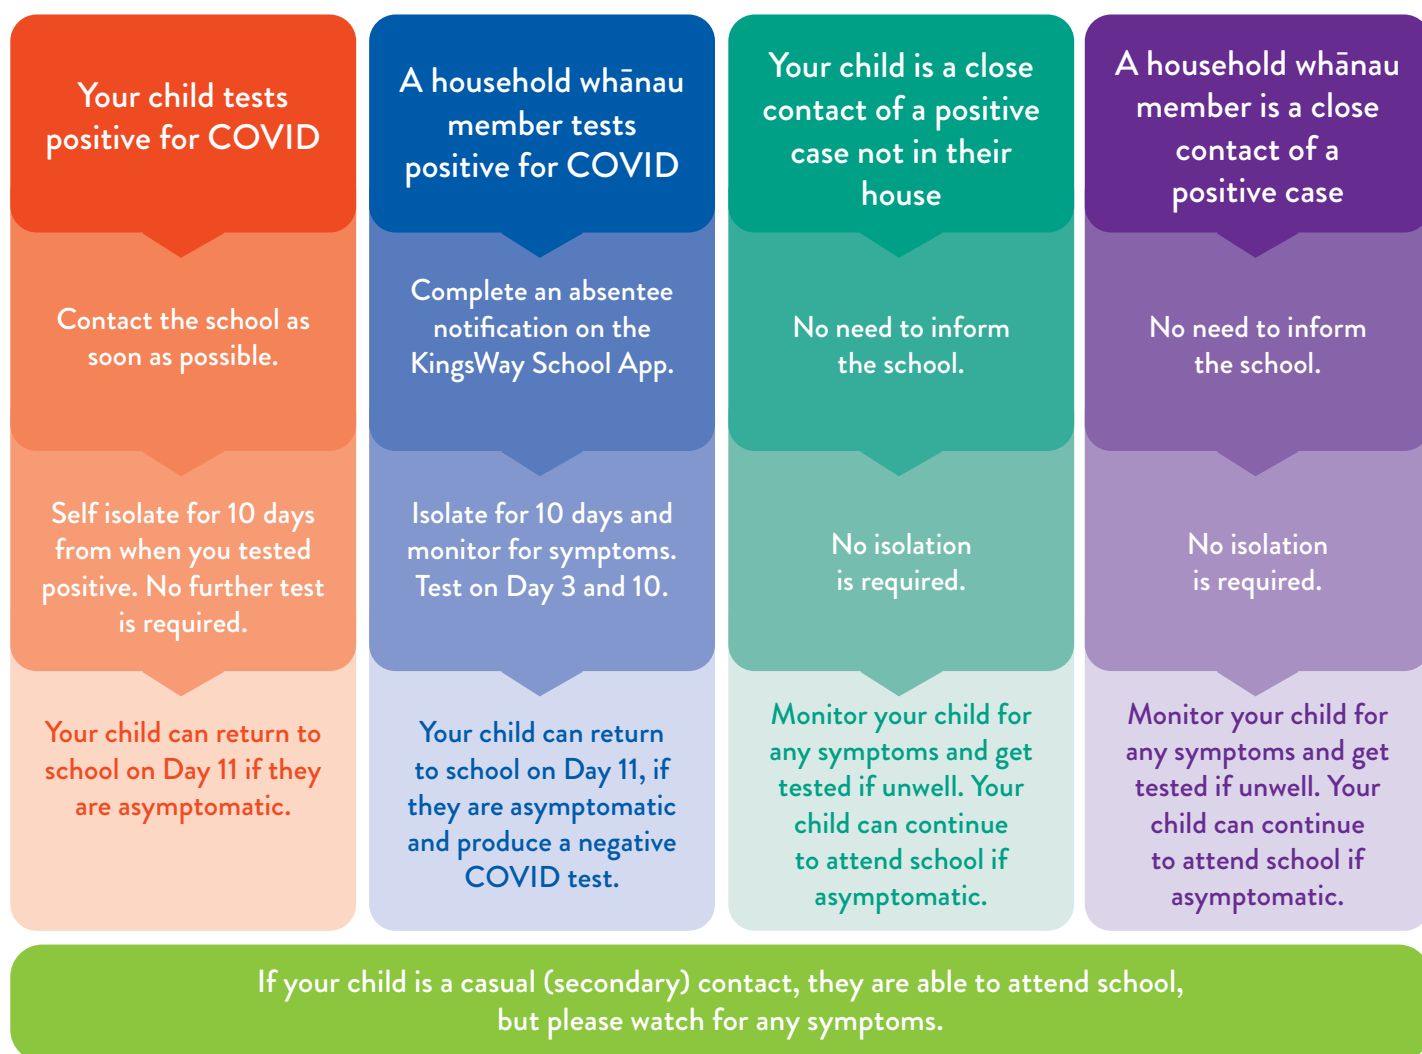 Your child tests
positive for COVID
Contact the school as
soon as possible.
Self isolate for 10 days
from when you tested
positive. No further test
is required.
Your child can return to
school on Day 11 if they
are asymptomatic.
A household whānau
member tests
positive for COVID
Complete an absentee
notification on the
KingsWay School App.
Isolate for 10 days and
monitor for symptoms.
Test on Day 3 and 10.
Your child can return
to school on Day 11, if
they are asymptomatic
and produce a negative
COVID test.
Your child is a close
contact of a positive
case not in their
house
No need to inform
the school.
No isolation
is required.
Monitor your child for
any symptoms and get
tested if unwell. Your
child can continue
to attend school if
asymptomatic.
A household whānau
member is a close
contact of a
positive case
No need to inform
the school.
No isolation
is required.
Monitor your child for
any symptoms and get
tested if unwell. Your
child can continue
to attend school if
asymptomatic.
If your child is a casual (secondary) contact, they are able to attend school,
but please watch for any symptoms.